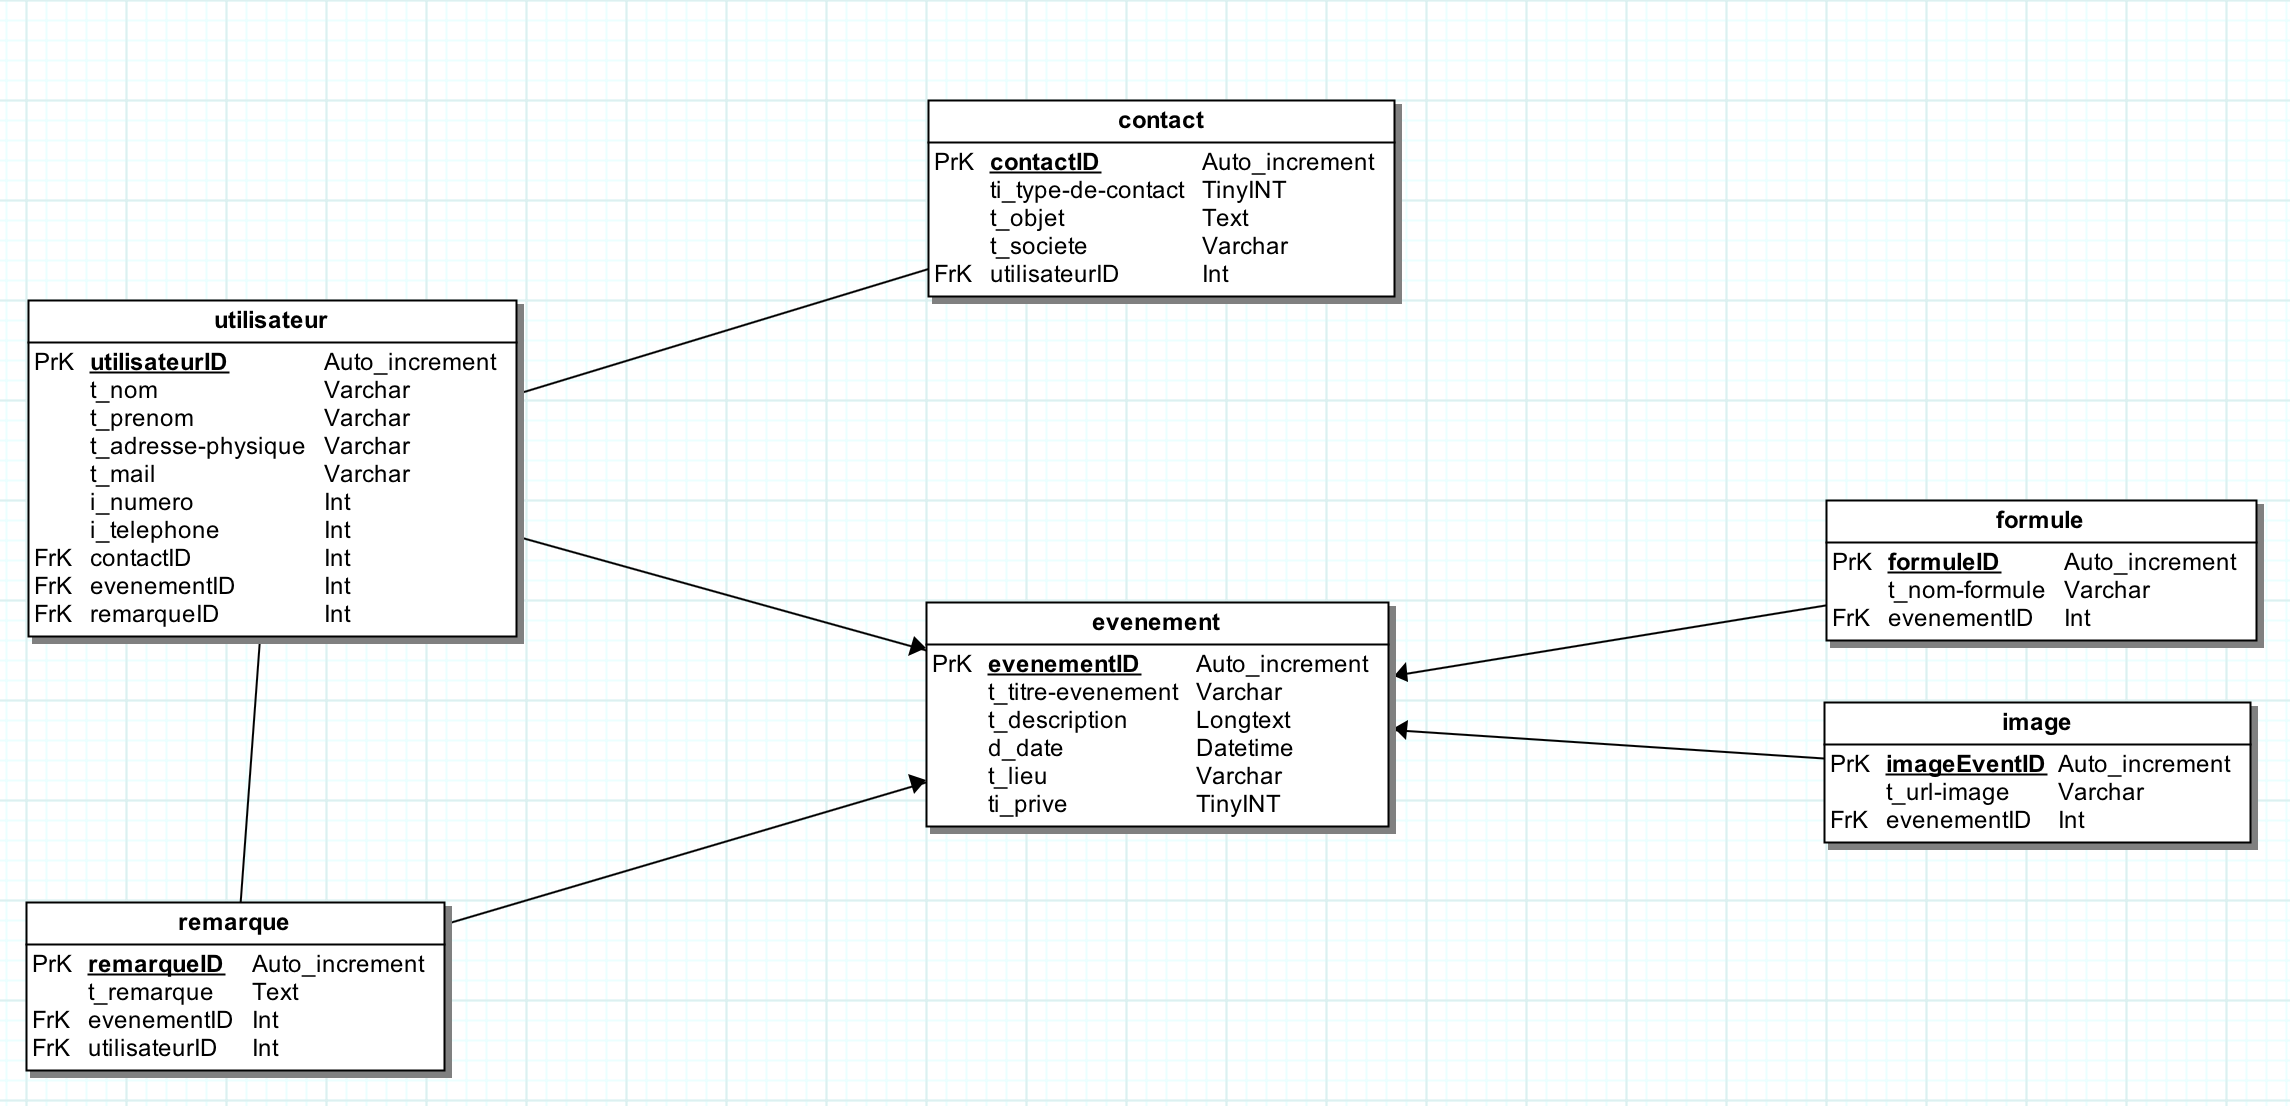 contact
PrK contactID Auto_increment
ti_type-de-contact TinyINT
t_objet Text
t_societe Varchar
FrK utilisateurID Int
utilisateur
PrK utilisateurID Auto_increment
t_nom Varchar
t_prenom Varchar
t_adresse-physique Varchar
t_mail Varchar
i_numero Int
i_telephone Int
FrK contactID Int
FrK evenementID Int
FrK remarqueID Int
evenement
PrK evenementID Auto_increment
t_titre-evenement Varchar
t_description Longtext
d_date Datetime
t_lieu Varchar
ti_prive TinyINT
formule
PrK formuleID Auto_increment
t_nom-formule Varchar
FrK evenementID Int
image
PrK imageEventID Auto_increment
t_url-image Varchar
FrK evenementID Int
remarque
PrK remarqueID Auto_increment
t_remarque Text
FrK evenementID Int
FrK utilisateurID Int